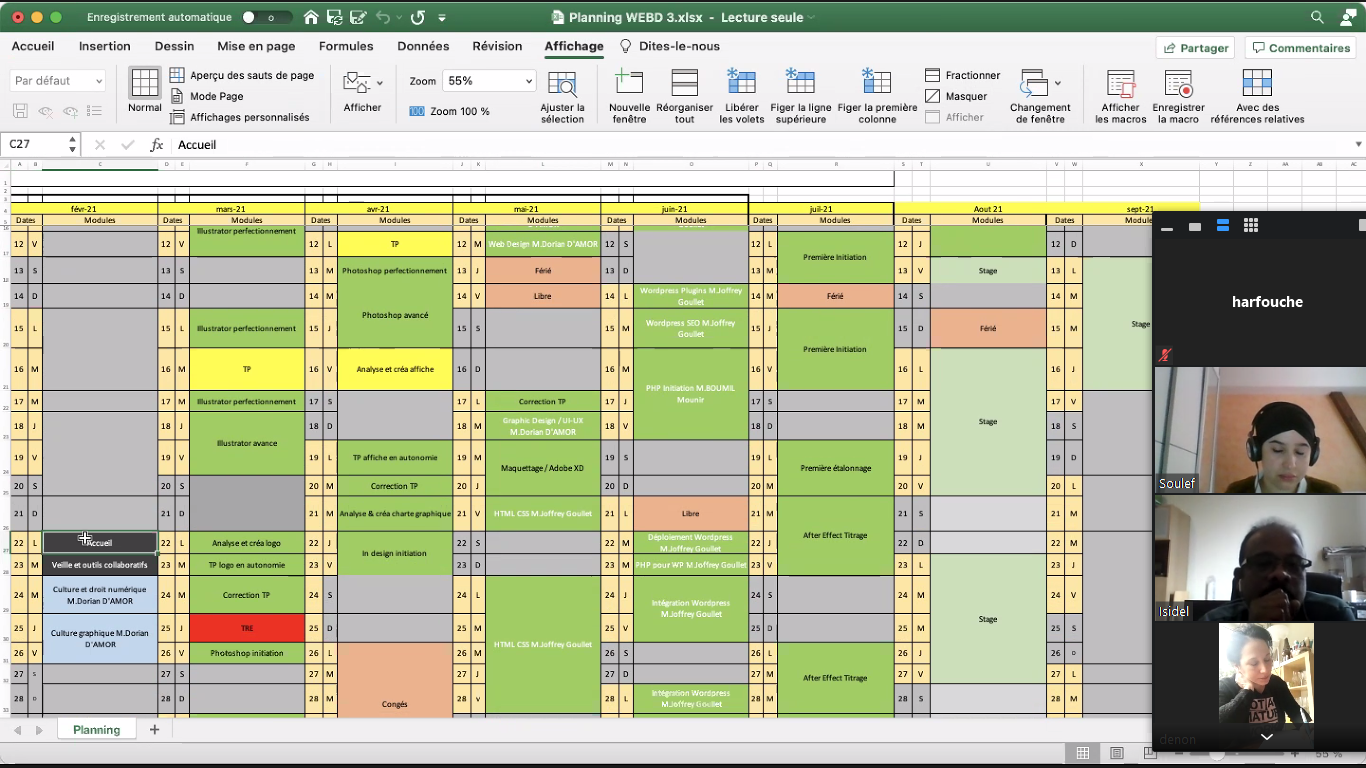 Enregistrement automatique
Planning WEBD 3.xlsx - Lecture seule
Accueil Insertion Dessin Mise en page Formules Données Révision Affichage Dites-le-nous Partager Commentaires
Par défaut
Normal
Aperçu des sauts de page
Mode Page
Affichages personnalisés
Afficher
Zoom 55%
Zoom 100 %
Ajuster la sélection
Nouvelle fenêtre
Réorganiser tout
Libérer les volets
Figer la ligne supérieure
Figer la première colonne
Fractionner
Masquer
Afficher
Changement de fenêtre
Afficher les macros
Enregistrer la macro
Avec des références relatives
C27 fx Accueil
févr-21 mars-21 avr-21 mai-21 juin-21 juil-21 Aout 21 sept-21
Dates Modules Dates Modules Dates Modules Dates Modules Dates Modules Dates Modules Dates Modules Dates Modules
Illustrator perfectionnement
12 V 12 V 12 L TP 12 M Web Design M.Dorian D'AMOR 12 S 12 L Première Initiation 12 J 12 D
13 S 13 S 13 M Photoshop perfectionnement 13 J Férié 13 D 13 M 13 V Stage 13 L
14 D 14 D 14 M Photoshop avancé 14 V Libre 14 L Wordpress Plugins M.Joffrey Goullet 14 M Férié 14 S 14 M Stage
15 L 15 L Illustrator perfectionnement 15 J 15 S 15 M Wordpress SEO M.Joffrey Goullet 15 J Première Initiation 15 D Férié 15 M
16 M 16 M TP 16 V Analyse et créa affiche 16 D 16 M PHP Initiation M.BOUMIL Mounir 16 V 16 L Stage 16 J
17 M 17 M Illustrator perfectionnement 17 S 17 L Correction TP 17 J 17 S 17 M 17 V
18 J 18 J Illustrator avance 18 D 18 M Graphic Design / UI-UX M.Dorian D'AMOR 18 V 18 D 18 M 18 S
19 V 19 V 19 L TP affiche en autonomie 19 M Maquettage / Adobe XD 19 S 19 L Première étalonnage 19 J 19 D
20 S 20 S 20 M Correction TP 20 J 20 D 20 M 20 V 20 L
21 D 21 D 21 M Analyse & créa charte graphique 21 V HTML CSS M.Joffrey Goullet 21 L Libre 21 M After Effect Titrage 21 S 21 M
22 L Accueil 22 L Analyse et créa logo 22 J In design initiation 22 S 22 M Déploiement Wordpress M.Joffrey Goullet 22 J 22 D 22 M
23 M Veille et outils collaboratifs 23 M TP logo en autonomie 23 V 23 D 23 M PHP pour WP M.Joffrey Goullet 23 J 23 L Stage 23 J
24 M Culture et droit numérique M.Dorian D'AMOR 24 M Correction TP 24 S 24 L HTML CSS M.Joffrey Goullet 24 J Intégration Wordpress M.Joffrey Goullet 24 S 24 M 24 V
25 J Culture graphique M.Dorian D'AMOR 25 J TRE 25 D 25 M 25 V 25 D 25 M 25 S
26 V 26 V Photoshop initiation 26 L Congés 26 M 26 S 26 L After Effect Titrage 26 J 26 D
27 S 27 S 27 M 27 J 27 D 27 M 27 V 27 L
28 D 28 D 28 M 28 V 28 L Intégration Wordpress M.Joffrey Goullet 28 M 28 S 28 M
harfouche
Soulef
Isidel
denon
Planning
55 %